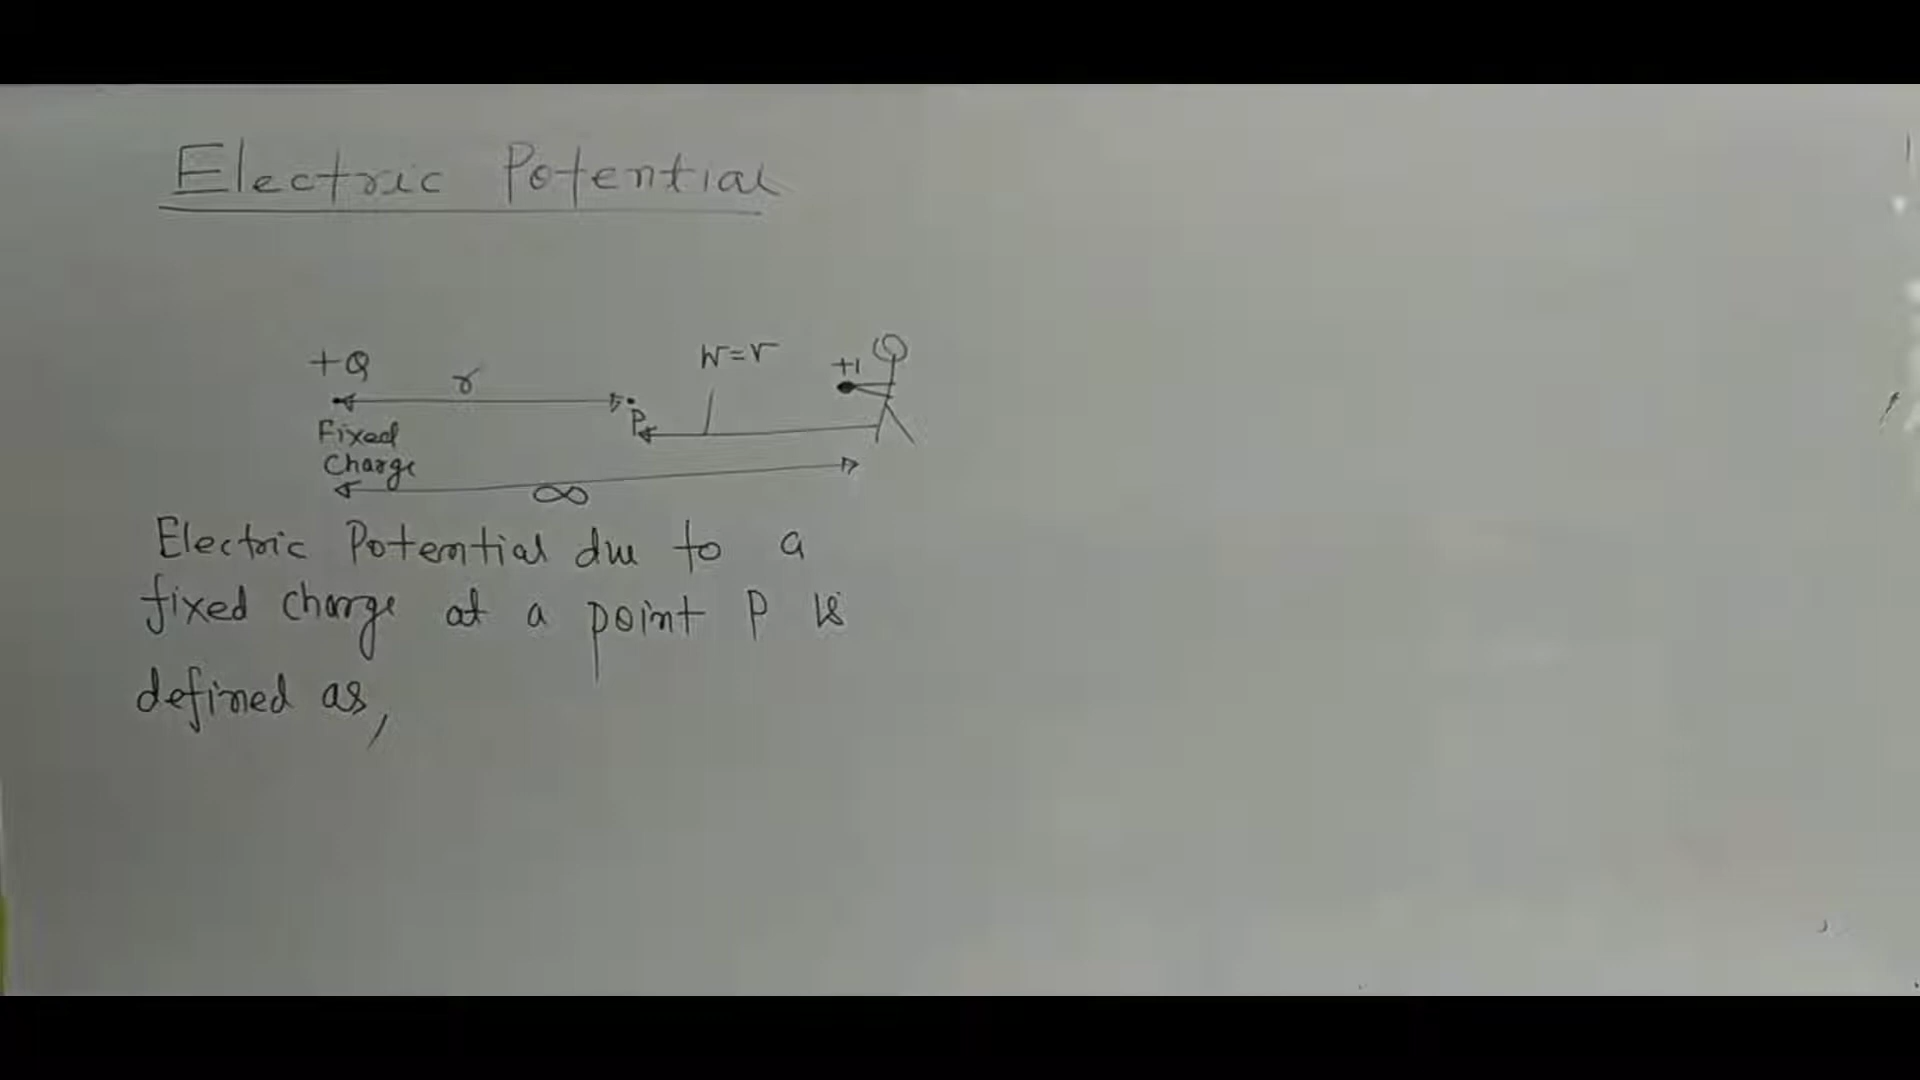 Electric Potential
+Q
r
W=V
+1
P
Fixed
Charge
∞
Electric Potential due to a
fixed charge at a point P is
defined as,